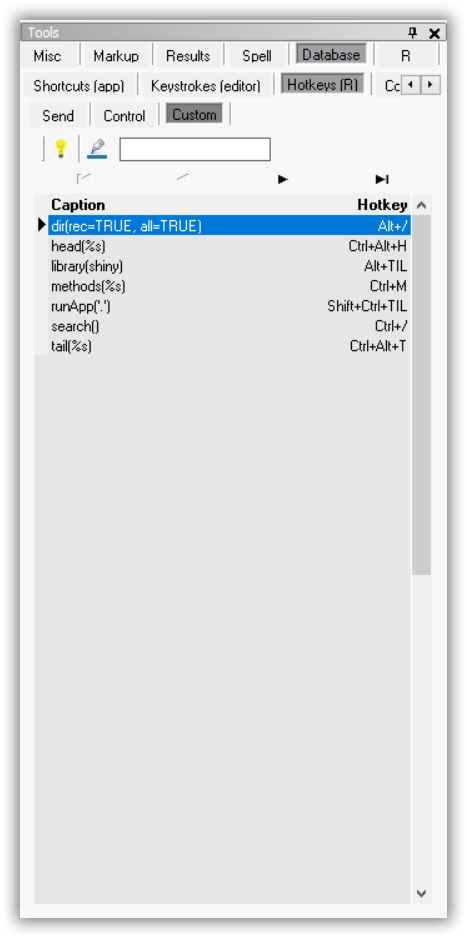 Tools
Misc Markup Results Spell Database R
Shortcuts (app) Keystrokes (editor) Hotkeys (R)
Send Control Custom
Caption Hotkey
dir(rec=TRUE, all=TRUE) Alt+/
head(%s) Ctrl+Alt+H
library(shiny) Alt+TIL
methods(%s) Ctrl+M
runApp('.') Shift+Ctrl+TIL
search() Ctrl+/
tail(%s) Ctrl+Alt+T